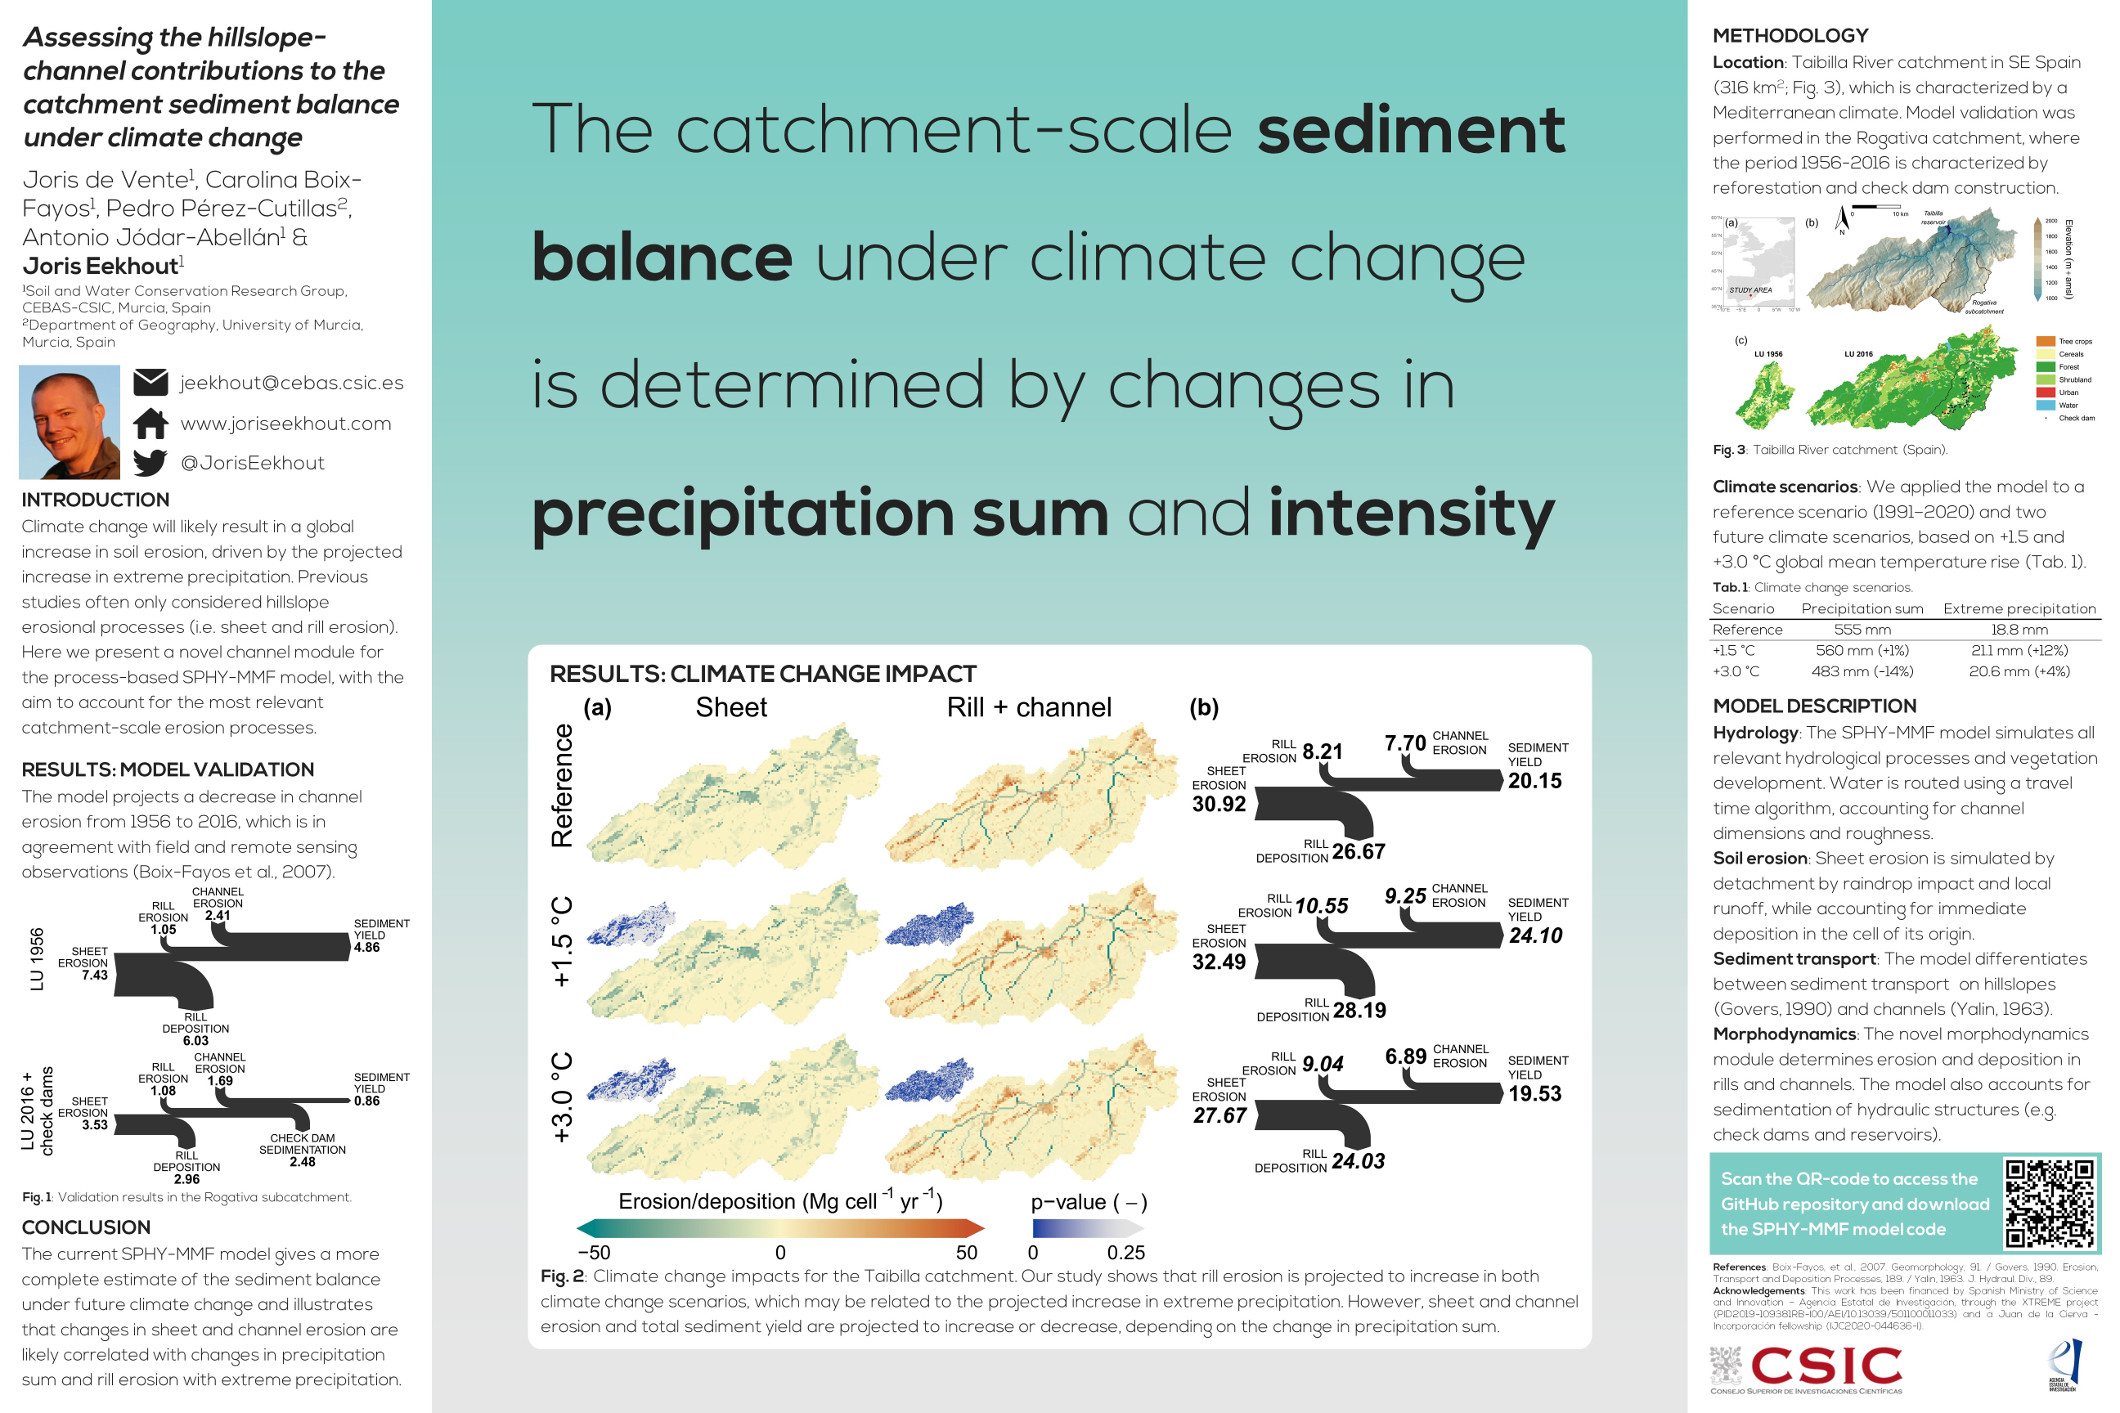 Assessing the hillslope-
channel contributions to the
catchment sediment balance
under climate change
Joris de Vente¹, Carolina Boix-
Fayos¹, Pedro Pérez-Cutillas²,
Antonio Jódar-Abellán¹ &
Joris Eekhout¹
¹Soil and Water Conservation Research Group,
CEBAS-CSIC, Murcia, Spain
²Department of Geography, University of Murcia,
Murcia, Spain
jeekhout@cebas.csic.es
www.joriseekhout.com
@JorisEekhout
INTRODUCTION
Climate change will likely result in a global
increase in soil erosion, driven by the projected
increase in extreme precipitation. Previous
studies often only considered hillslope
erosional processes (i.e. sheet and rill erosion).
Here we present a novel channel module for
the process-based SPHY-MMF model, with the
aim to account for the most relevant
catchment-scale erosion processes.
RESULTS: MODEL VALIDATION
The model projects a decrease in channel
erosion from 1956 to 2016, which is in
agreement with field and remote sensing
observations (Boix-Fayos et al., 2007).
LU 1956
SHEET
EROSION
7.43
RILL
EROSION
1.05
CHANNEL
EROSION
2.41
SEDIMENT
YIELD
4.86
RILL
DEPOSITION
6.03
LU 2016 +
check dams
SHEET
EROSION
3.53
RILL
EROSION
1.08
CHANNEL
EROSION
1.69
SEDIMENT
YIELD
0.86
RILL
DEPOSITION
2.96
CHECK DAM
SEDIMENTATION
2.48
Fig. 1: Validation results in the Rogativa subcatchment.
CONCLUSION
The current SPHY-MMF model gives a more
complete estimate of the sediment balance
under future climate change and illustrates
that changes in sheet and channel erosion are
likely correlated with changes in precipitation
sum and rill erosion with extreme precipitation.
The catchment-scale sediment
balance under climate change
is determined by changes in
precipitation sum and intensity
RESULTS: CLIMATE CHANGE IMPACT
(a) Sheet Rill + channel (b)
Reference
SHEET
EROSION
30.92
RILL
EROSION 8.21
7.70 CHANNEL
EROSION
SEDIMENT
YIELD
20.15
RILL
DEPOSITION 26.67
+1.5 °C
SHEET
EROSION
32.49
RILL
EROSION 10.55
9.25 CHANNEL
EROSION
SEDIMENT
YIELD
24.10
RILL
DEPOSITION 28.19
+3.0 °C
SHEET
EROSION
27.67
RILL
EROSION 9.04
6.89 CHANNEL
EROSION
SEDIMENT
YIELD
19.53
RILL
DEPOSITION 24.03
Erosion/deposition (Mg cell⁻¹ yr⁻¹)
−50 0 50
p−value (−)
0 0.25
Fig. 2: Climate change impacts for the Taibilla catchment. Our study shows that rill erosion is projected to increase in both
climate change scenarios, which may be related to the projected increase in extreme precipitation. However, sheet and channel
erosion and total sediment yield are projected to increase or decrease, depending on the change in precipitation sum.
METHODOLOGY
Location: Taibilla River catchment in SE Spain
(316 km²; Fig. 3), which is characterized by a
Mediterranean climate. Model validation was
performed in the Rogativa catchment, where
the period 1956-2016 is characterized by
reforestation and check dam construction.
(a)
STUDY AREA
(b)
N
0 10 km
Taibilla
reservoir
Rogativa
subcatchment
2000
1800
1600
1400
1200
1000
Elevation (m+amsl)
(c)
LU 1956
LU 2016
Tree crops
Cereals
Forest
Shrubland
Urban
Water
Check dam
Fig. 3: Taibilla River catchment (Spain).
Climate scenarios: We applied the model to a
reference scenario (1991–2020) and two
future climate scenarios, based on +1.5 and
+3.0 °C global mean temperature rise (Tab. 1).
Tab. 1: Climate change scenarios.
Scenario Precipitation sum Extreme precipitation
Reference 555 mm 18.8 mm
+1.5 °C 560 mm (+1%) 21.1 mm (+12%)
+3.0 °C 483 mm (-14%) 20.6 mm (+4%)
MODEL DESCRIPTION
Hydrology: The SPHY-MMF model simulates all
relevant hydrological processes and vegetation
development. Water is routed using a travel
time algorithm, accounting for channel
dimensions and roughness.
Soil erosion: Sheet erosion is simulated by
detachment by raindrop impact and local
runoff, while accounting for immediate
deposition in the cell of its origin.
Sediment transport: The model differentiates
between sediment transport on hillslopes
(Govers, 1990) and channels (Yalin, 1963).
Morphodynamics: The novel morphodynamics
module determines erosion and deposition in
rills and channels. The model also accounts for
sedimentation of hydraulic structures (e.g.
check dams and reservoirs).
Scan the QR-code to access the
GitHub repository and download
the SPHY-MMF model code
References: Boix-Fayos, et al., 2007. Geomorphology, 91. / Govers, 1990. Erosion,
Transport and Deposition Processes, 189. / Yalin, 1963. J. Hydraul. Div., 89.
Acknowledgements: This work has been financed by Spanish Ministry of Science
and Innovation - Agencia Estatal de Investigación, through the XTREME project
(PID2019-109381RB-I00/AEI/10.13039/501100011033) and a Juan de la Cierva -
Incorporación fellowship (IJC2020-044636-I).
CSIC
CONSEJO SUPERIOR DE INVESTIGACIONES CIENTÍFICAS
AGENCIA
ESTATAL DE
INVESTIGACIÓN